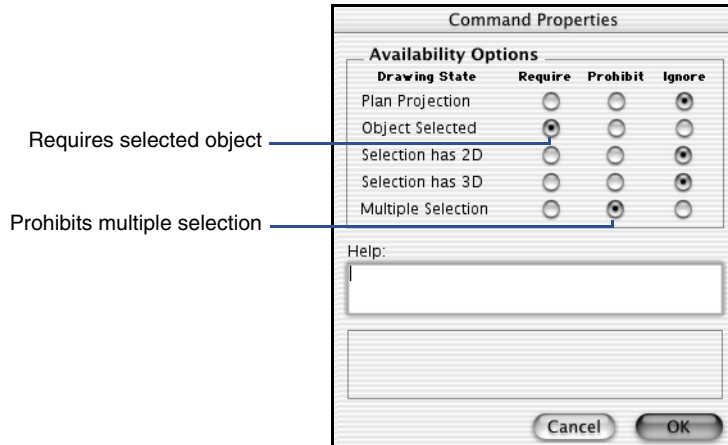 Command Properties
Availability Options
Drawing State Require Prohibit Ignore
Plan Projection
Object Selected
Requires selected object
Selection has 2D
Selection has 3D
Multiple Selection
Prohibits multiple selection
Help:
Cancel OK